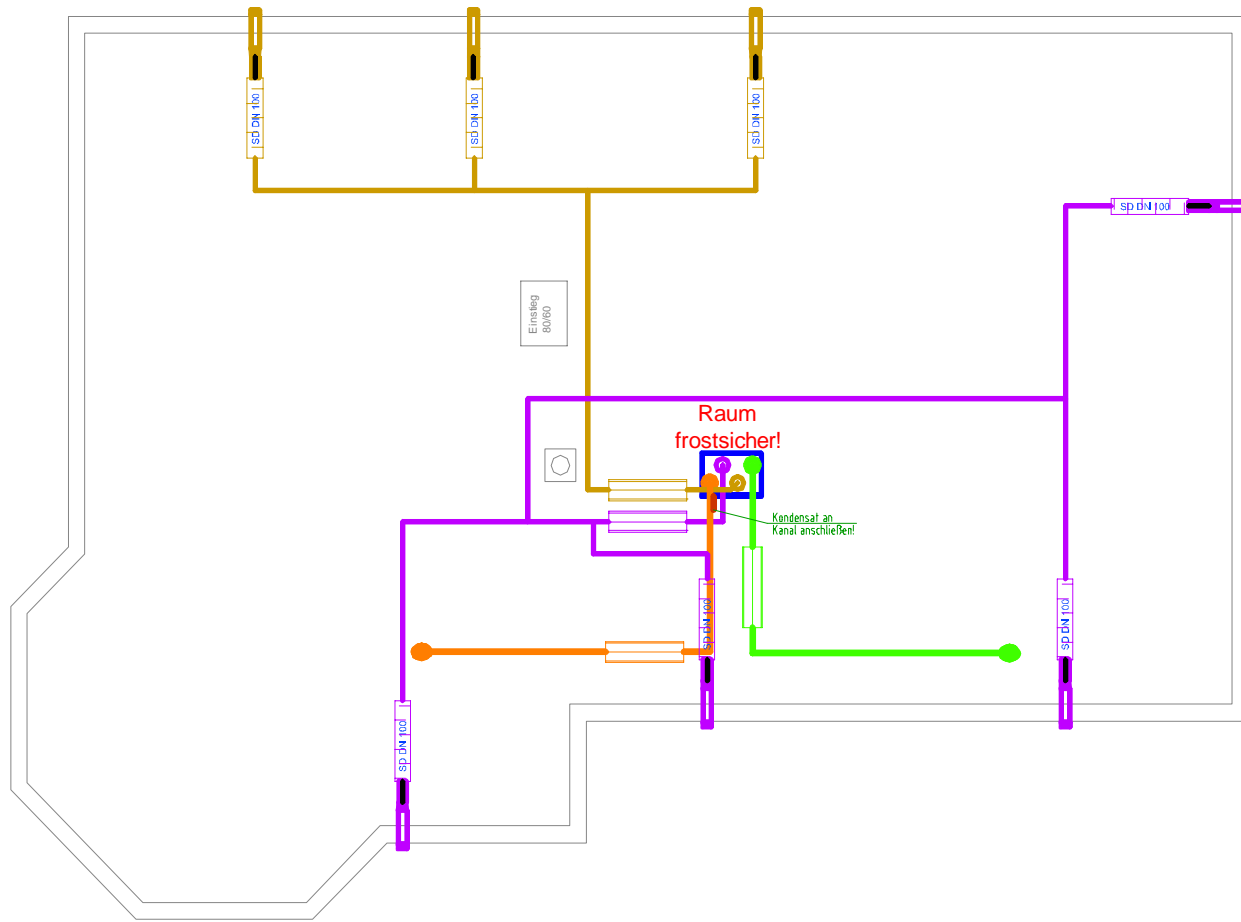 SD DN 100
SD DN 100
SD DN 100
SD DN 100
Einstieg
80/60
Raum
frostsicher!
Kondensat an
Kanal anschließen!
SD DN 100
SD DN 100
SD DN 100